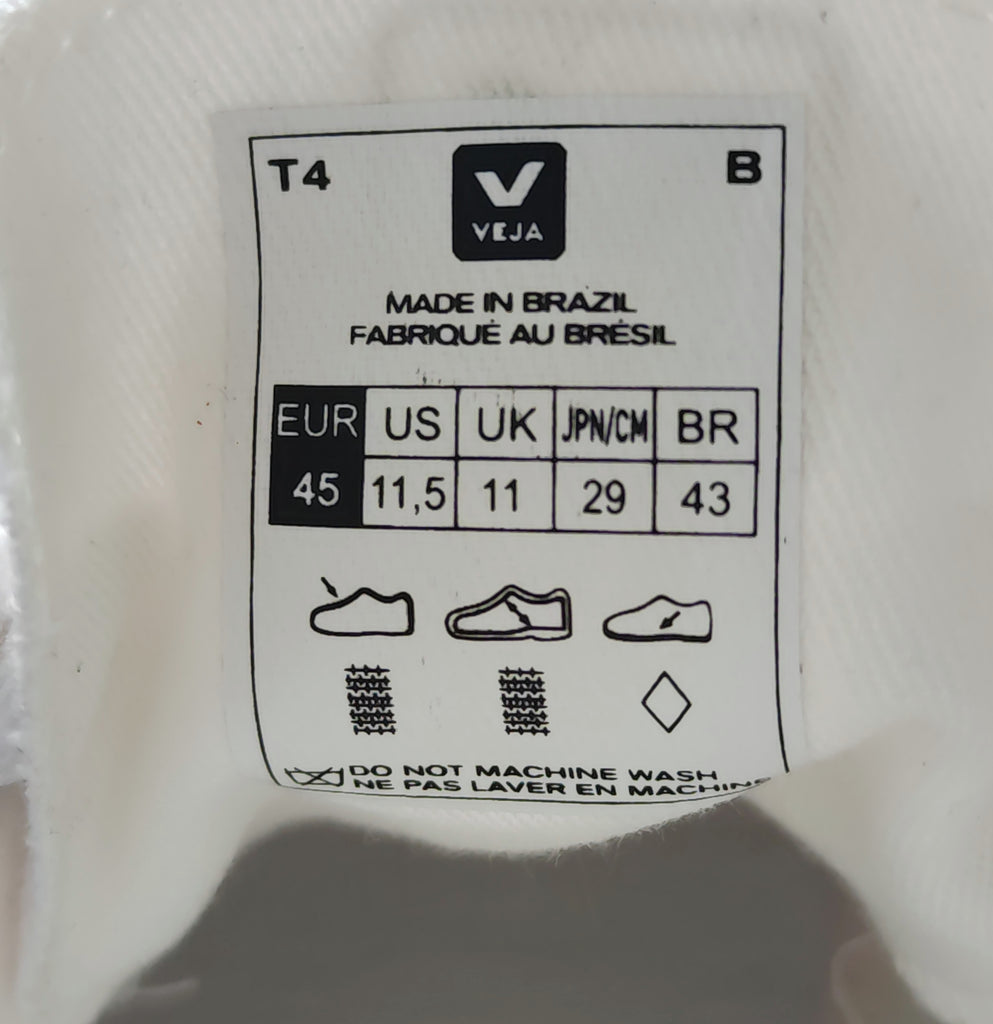 T4 B
VEJA
MADE IN BRAZIL
FABRIQUÉ AU BRÉSIL
EUR US UK JPN/CM BR
45 11,5 11 29 43
DO NOT MACHINE WASH
NE PAS LAVER EN MACHINE